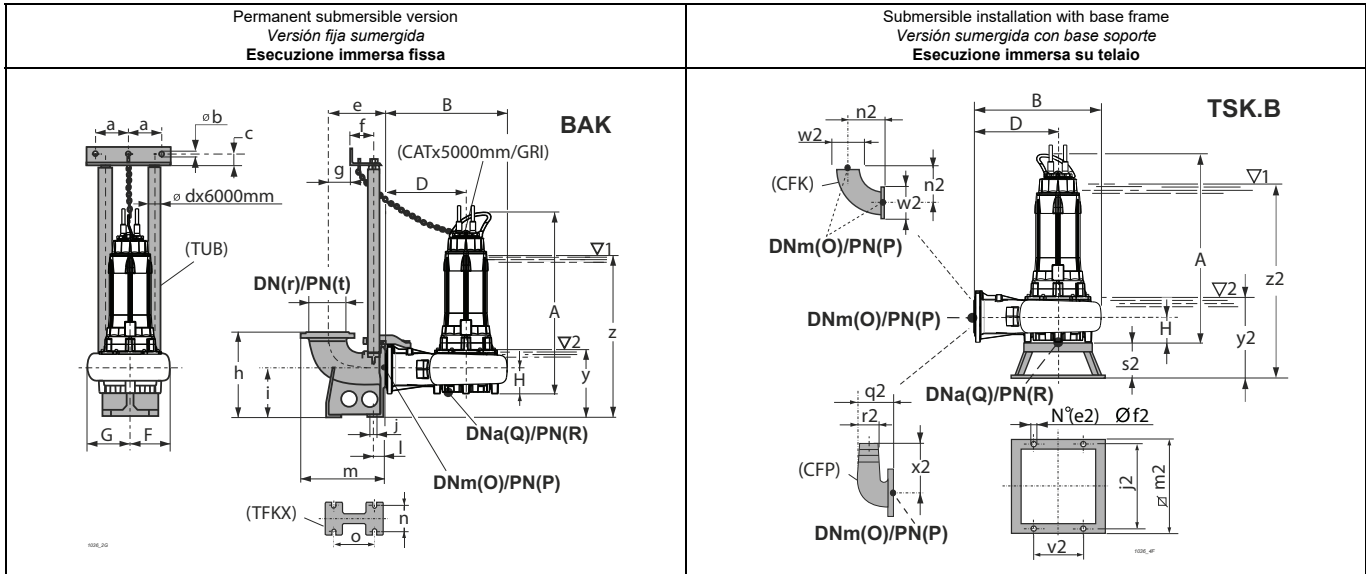 Permanent submersible version
Versión fija sumergida
Esecuzione immersa fissa
Submersible installation with base frame
Versión sumergida con base soporte
Esecuzione immersa su telaio
BAK
e
B
a
a
øb
c
f
g
(CATx5000mm/GRI)
D
ø dx6000mm
(TUB)
DN(r)/PN(t)
▽1
A
z
▽2
H
y
h
i
G
F
j
l
m
DNa(Q)/PN(R)
DNm(O)/PN(P)
(TFKX)
n
o
1036_3G
TSK.B
B
D
n2
w2
(CFK)
n2
w2
DNm(O)/PN(P)
▽1
A
z2
▽2
DNm(O)/PN(P)
H
y2
s2
DNa(Q)/PN(R)
q2
r2
(CFP)
x2
DNm(O)/PN(P)
N°(e2) Øf2
j2
ø m2
v2
1036_4F